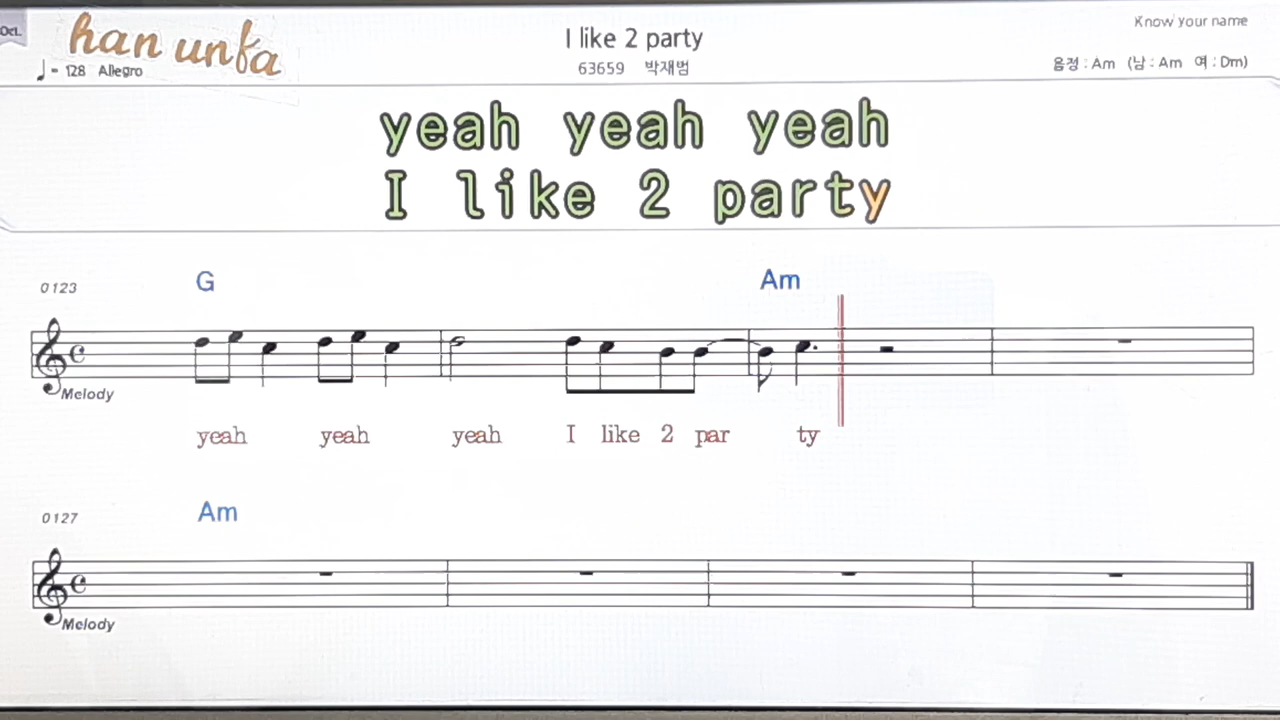 Oct.
han unfa
I like 2 party
Know your name
♩= 128 Allegro
63659 박재범
음정 : Am (남 : Am 여 : Dm)
yeah yeah yeah
I like 2 party
0123
G
Am
Melody
yeah yeah yeah I like 2 par ty
0127
Am
Melody